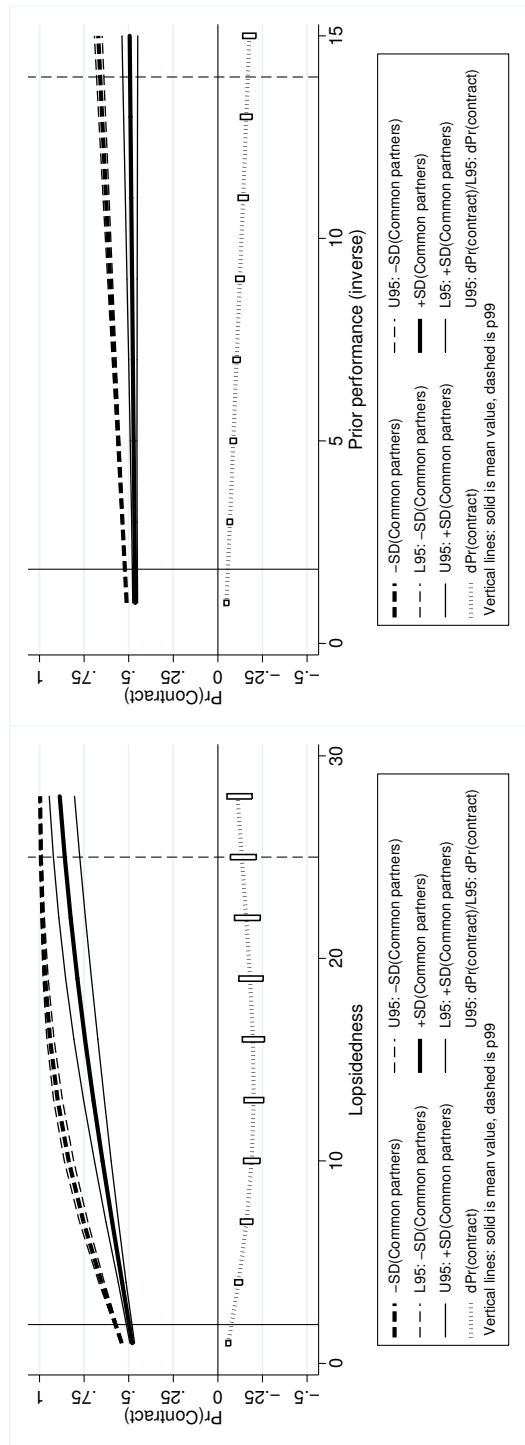 Pr(Contract)
1
.75
.5
.25
0
−.25
−.5
0
10
20
30
Lopsidedness
−SD(Common partners)
U95: −SD(Common partners)
L95: −SD(Common partners)
+SD(Common partners)
U95: +SD(Common partners)
L95: +SD(Common partners)
dPr(contract)
U95: dPr(contract)/L95: dPr(contract)
Vertical lines: solid is mean value, dashed is p99
Pr(Contract)
1
.75
.5
.25
0
−.25
−.5
0
5
10
15
Prior performance (inverse)
−SD(Common partners)
U95: −SD(Common partners)
L95: −SD(Common partners)
+SD(Common partners)
U95: +SD(Common partners)
L95: +SD(Common partners)
dPr(contract)
U95: dPr(contract)/L95: dPr(contract)
Vertical lines: solid is mean value, dashed is p99